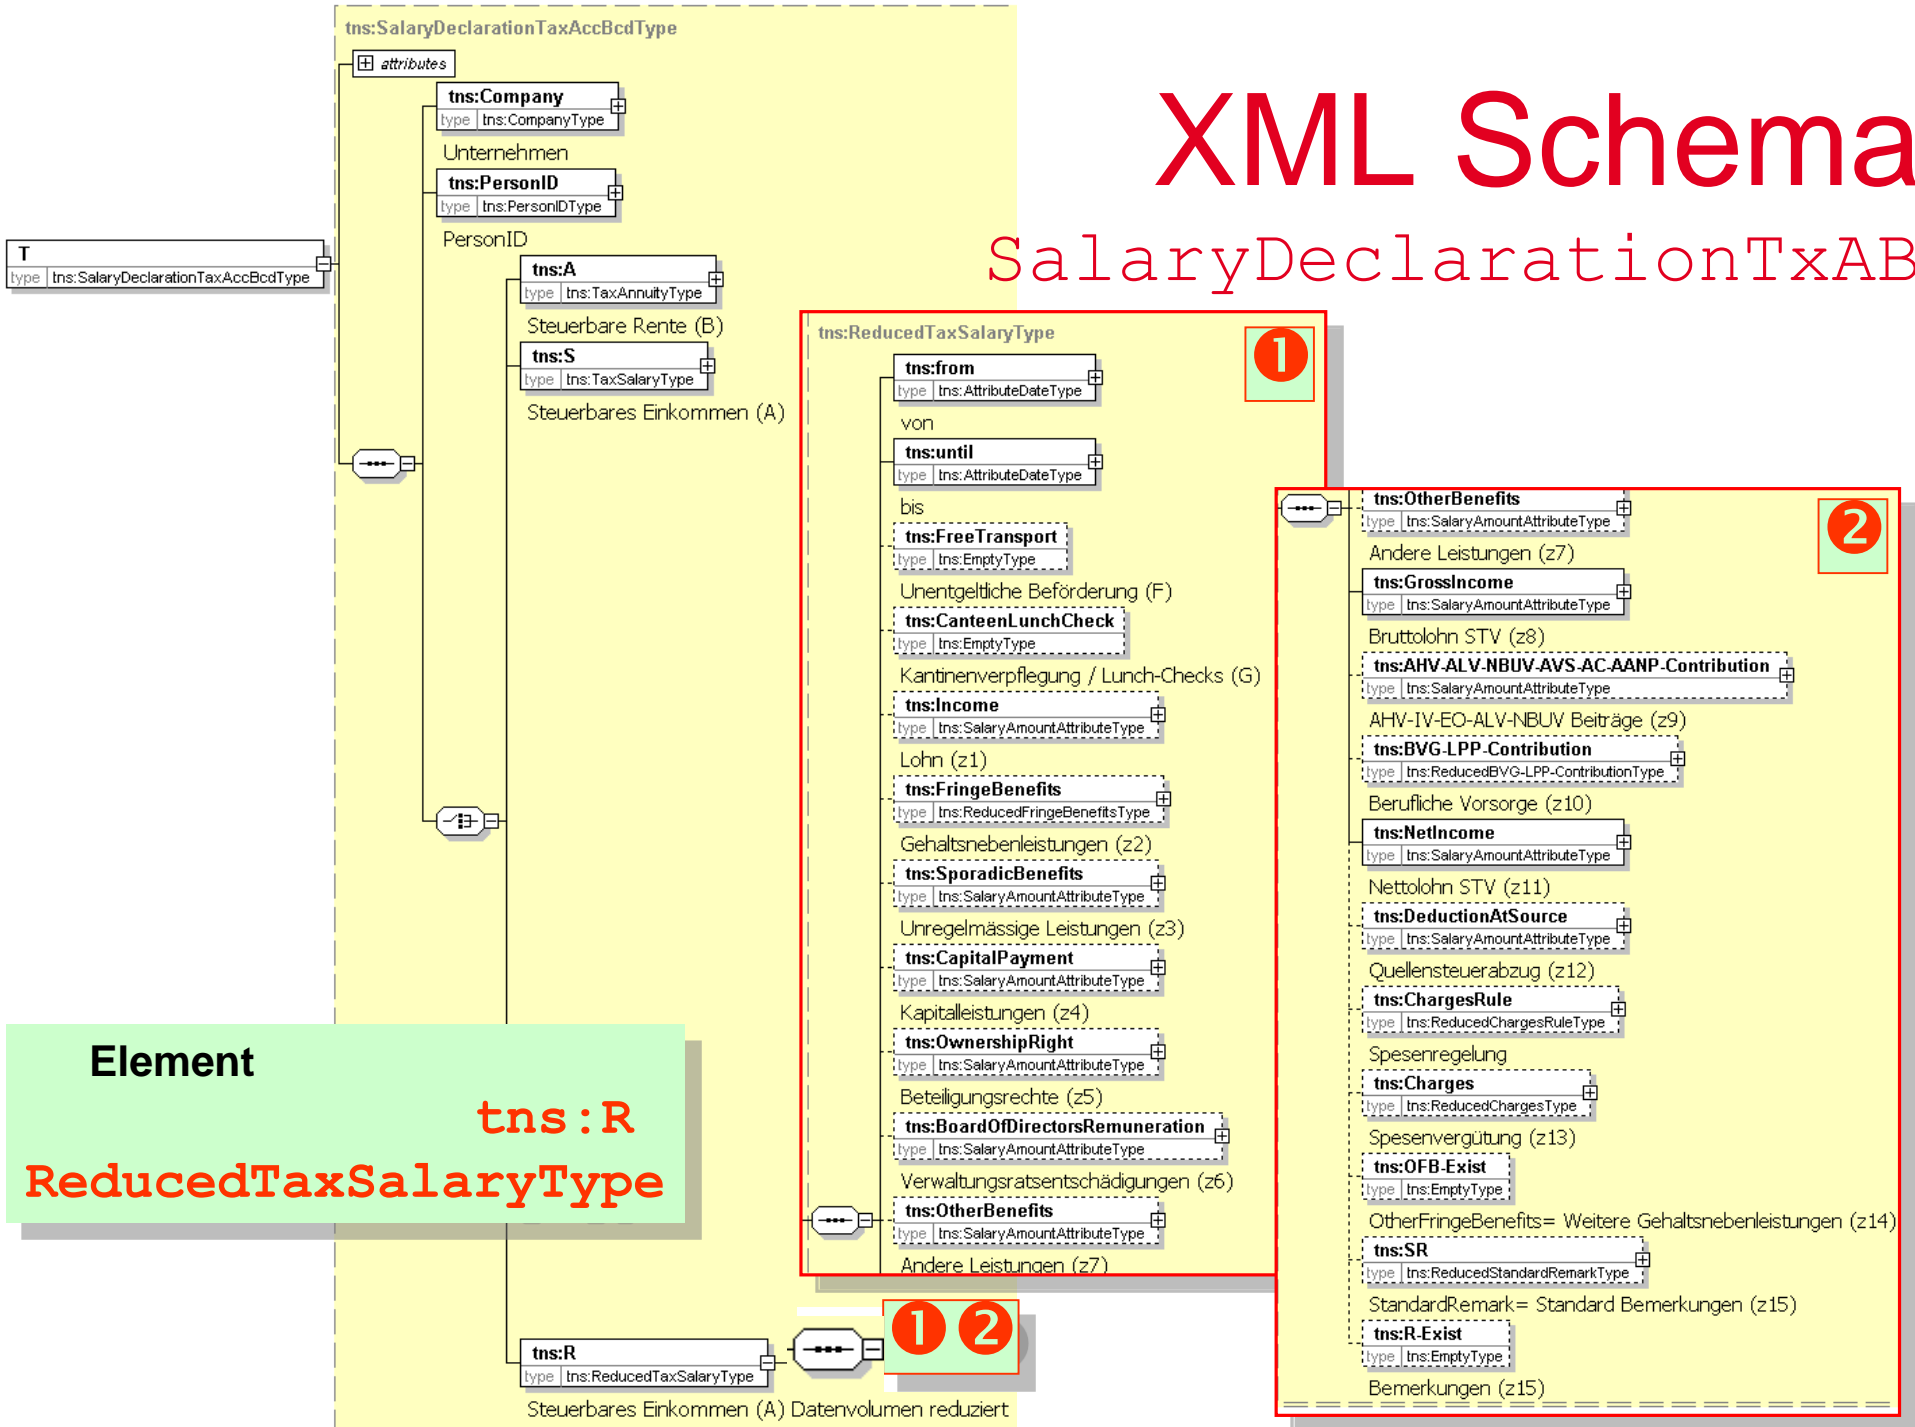 tns:SalaryDeclarationTaxAccBcdType
attributes
tns:Company
type tns:CompanyType
Unternehmen
tns:PersonID
type tns:PersonIDType
PersonID
T
type tns:SalaryDeclarationTaxAccBcdType
tns:A
type tns:TaxAnnuityType
Steuerbare Rente (B)
tns:S
type tns:TaxSalaryType
Steuerbares Einkommen (A)
XML Schema
SalaryDeclarationTxAB
tns:ReducedTaxSalaryType
1
tns:from
type tns:AttributeDateType
von
tns:until
type tns:AttributeDateType
bis
tns:FreeTransport
type tns:EmptyType
Unentgeltliche Beförderung (F)
tns:CanteenLunchCheck
type tns:EmptyType
Kantinenverpflegung / Lunch-Checks (G)
tns:Income
type tns:SalaryAmountAttributeType
Lohn (z1)
tns:FringeBenefits
type tns:ReducedFringeBenefitsType
Gehaltsnebenleistungen (z2)
tns:SporadicBenefits
type tns:SalaryAmountAttributeType
Unregelmässige Leistungen (z3)
tns:CapitalPayment
type tns:SalaryAmountAttributeType
Kapitalleistungen (z4)
tns:OwnershipRight
type tns:SalaryAmountAttributeType
Beteiligungsrechte (z5)
tns:BoardOfDirectorsRemuneration
type tns:SalaryAmountAttributeType
Verwaltungsratsentschädigungen (z6)
tns:OtherBenefits
type tns:SalaryAmountAttributeType
Andere Leistungen (z7)
2
tns:OtherBenefits
type tns:SalaryAmountAttributeType
Andere Leistungen (z7)
tns:GrossIncome
type tns:SalaryAmountAttributeType
Bruttolohn STV (z8)
tns:AHV-ALV-NBUV-AVS-AC-AANP-Contribution
type tns:SalaryAmountAttributeType
AHV-IV-EO-ALV-NBUV Beiträge (z9)
tns:BVG-LPP-Contribution
type tns:ReducedBVG-LPP-ContributionType
Berufliche Vorsorge (z10)
tns:NetIncome
type tns:SalaryAmountAttributeType
Nettolohn STV (z11)
tns:DeductionAtSource
type tns:SalaryAmountAttributeType
Quellensteuerabzug (z12)
tns:ChargesRule
type tns:ReducedChargesRuleType
Spesenregelung
tns:Charges
type tns:ReducedChargesType
Spesenvergütung (z13)
tns:OFB-Exist
type tns:EmptyType
OtherFringeBenefits= Weitere Gehaltsnebenleistungen (z14)
tns:SR
type tns:ReducedStandardRemarkType
StandardRemark= Standard Bemerkungen (z15)
tns:R-Exist
type tns:EmptyType
Bemerkungen (z15)
Element
tns:R
ReducedTaxSalaryType
1 2
tns:R
type tns:ReducedTaxSalaryType
Steuerbares Einkommen (A) Datenvolumen reduziert